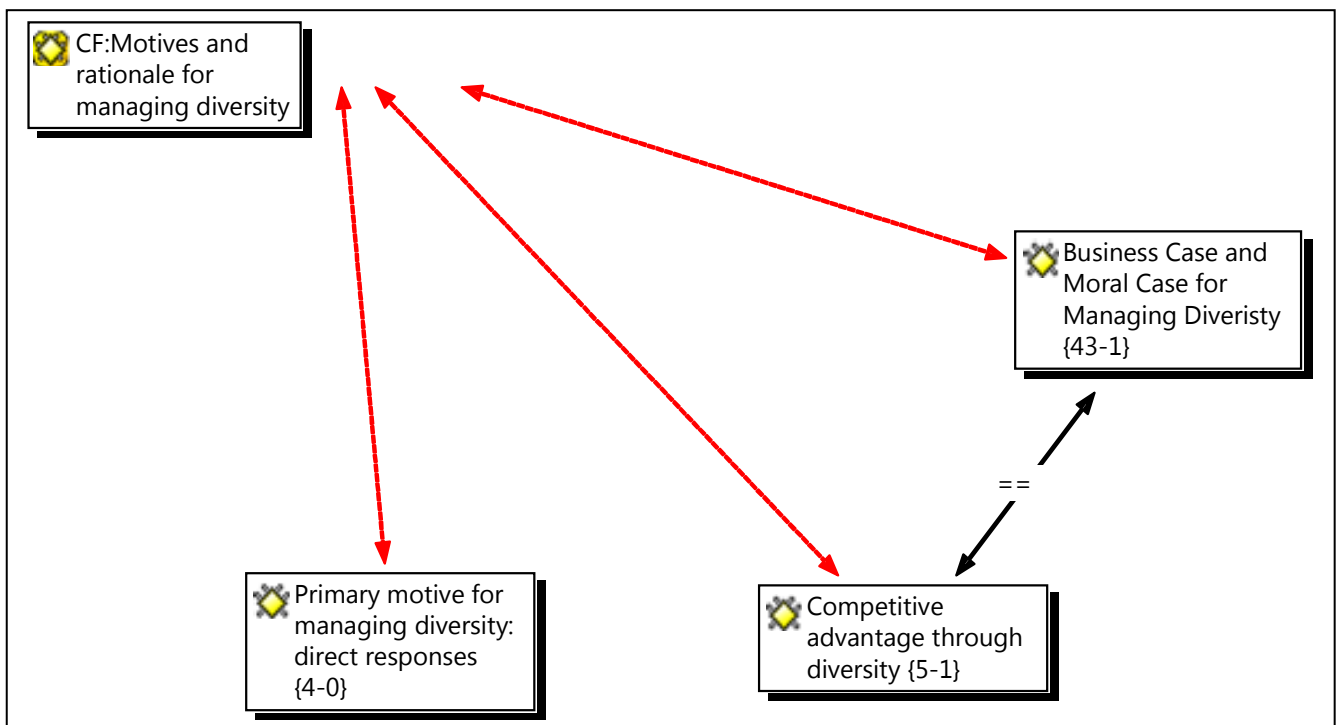 CF:Motives and
rationale for
managing diversity
Business Case and
Moral Case for
Managing Diveristy
{43-1}
==
Primary motive for
managing diversity:
direct responses
{4-0}
Competitive
advantage through
diversity {5-1}